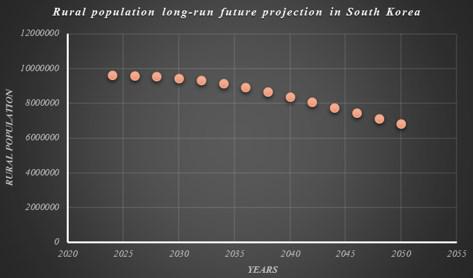 Rural population long-run future projection in South Korea
12000000
10000000
8000000
6000000
4000000
2000000
0
RURAL POPULATION
2020 2025 2030 2035 2040 2045 2050 2055
YEARS